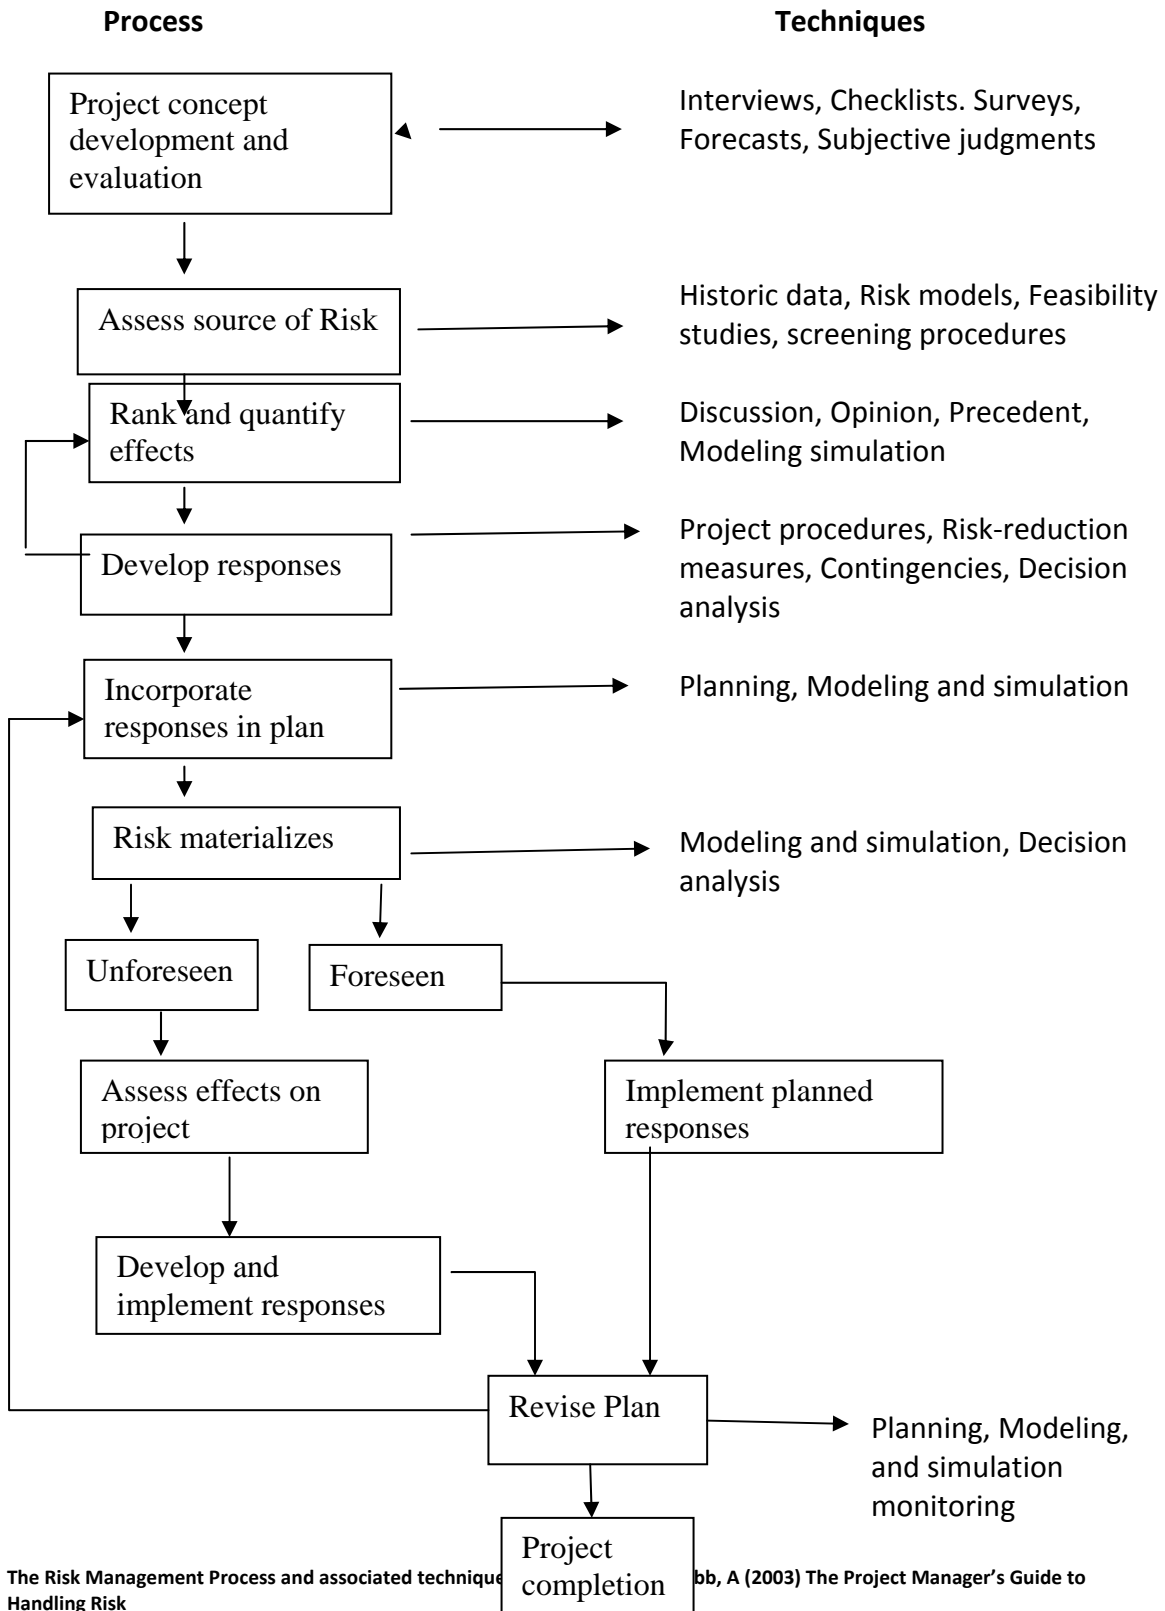 Process
Techniques
Project concept
development and
evaluation
Interviews, Checklists. Surveys,
Forecasts, Subjective judgments
Assess source of Risk
Historic data, Risk models, Feasibility
studies, screening procedures
Rank and quantify
effects
Discussion, Opinion, Precedent,
Modeling simulation
Develop responses
Project procedures, Risk-reduction
measures, Contingencies, Decision
analysis
Incorporate
responses in plan
Planning, Modeling and simulation
Risk materializes
Modeling and simulation, Decision
analysis
Unforeseen
Foreseen
Assess effects on
project
Implement planned
responses
Develop and
implement responses
Revise Plan
Planning, Modeling,
and simulation
monitoring
Project
completion
The Risk Management Process and associated technique bb, A (2003) The Project Manager's Guide to
Handling Risk